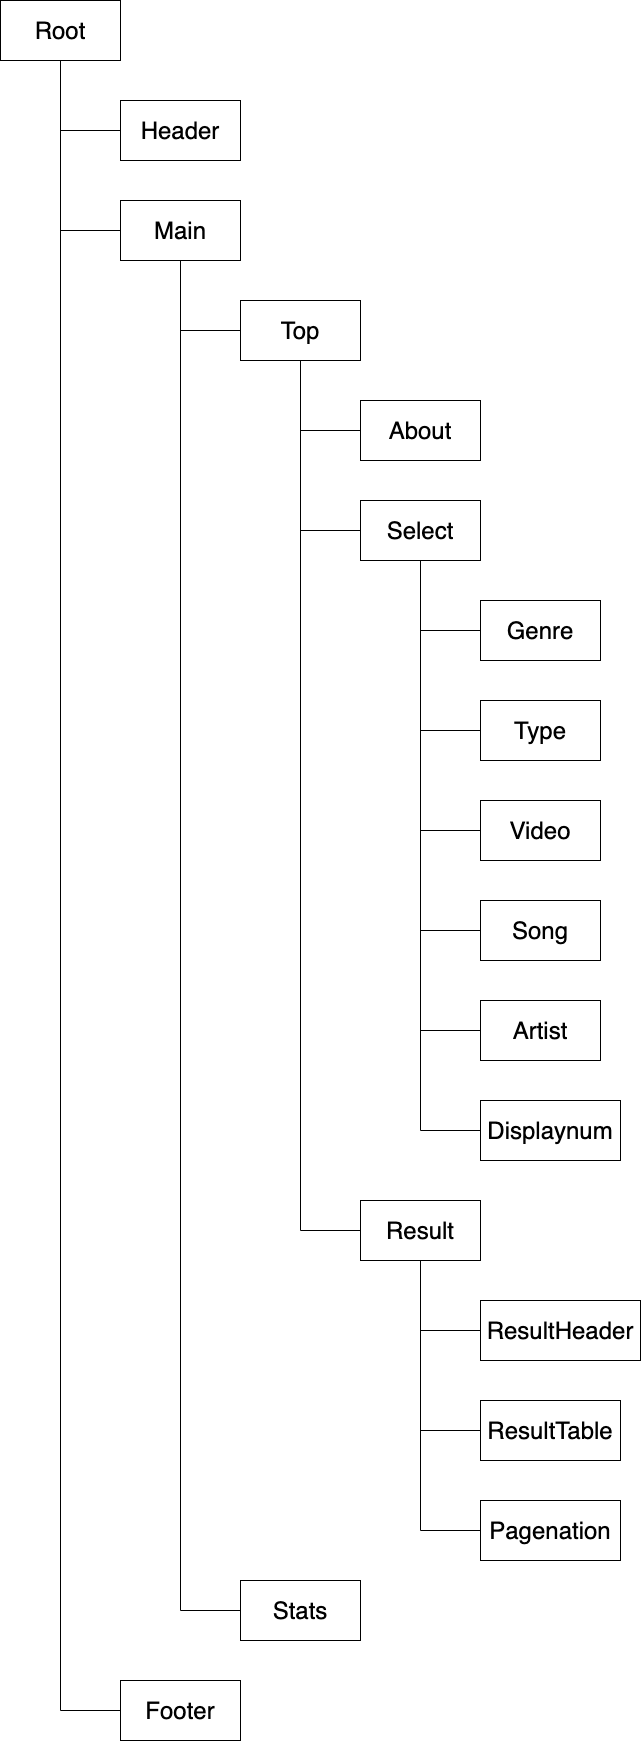 Root
Header
Main
Top
About
Select
Genre
Type
Video
Song
Artist
Displaynum
Result
ResultHeader
ResultTable
Pagenation
Stats
Footer